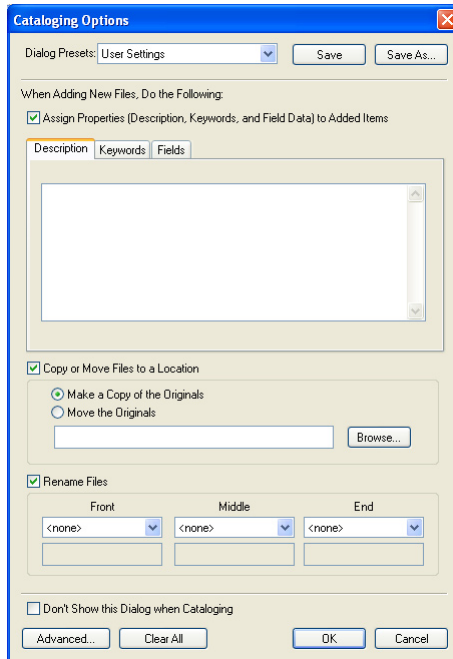 Cataloging Options
Dialog Presets: User Settings Save Save As...
When Adding New Files, Do the Following:
Assign Properties (Description, Keywords, and Field Data) to Added Items
Description Keywords Fields
Copy or Move Files to a Location
Make a Copy of the Originals
Move the Originals
Browse...
Rename Files
Front Middle End
<none> <none> <none>
Don't Show this Dialog when Cataloging
Advanced... Clear All OK Cancel